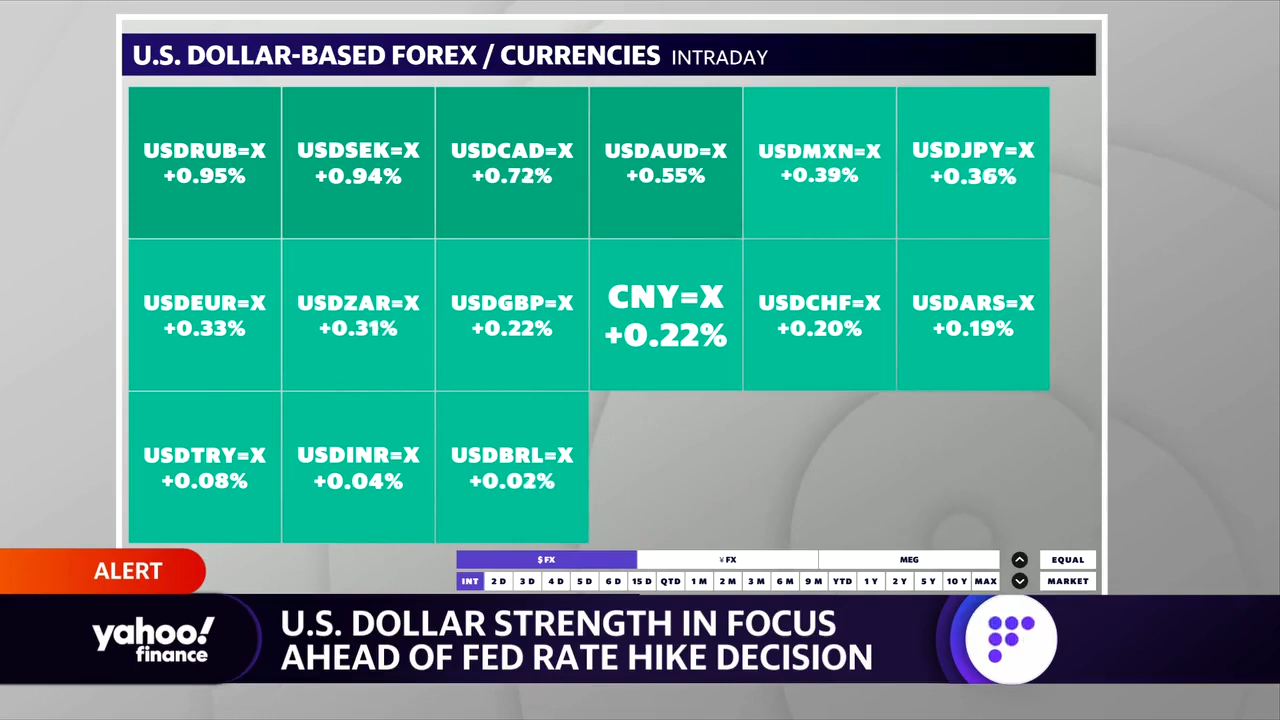 U.S. DOLLAR-BASED FOREX / CURRENCIES INTRADAY
USDRUB=X
+0.95%
USDSEK=X
+0.94%
USDCAD=X
+0.72%
USDAUD=X
+0.55%
USDMXN=X
+0.39%
USDJPY=X
+0.36%
USDEUR=X
+0.33%
USDZAR=X
+0.31%
USDGBP=X
+0.22%
CNY=X
+0.22%
USDCHF=X
+0.20%
USDARS=X
+0.19%
USDTRY=X
+0.08%
USDINR=X
+0.04%
USDBRL=X
+0.02%
$ FX
¥ FX
MEG
EQUAL
INT 2 D 3 D 4 D 5 D 6 D 15 D QTD 1 M 2 M 3 M 6 M 9 M YTD 1 Y 2 Y 5 Y 10 Y MAX
MARKET
ALERT
yahoo!
finance
U.S. DOLLAR STRENGTH IN FOCUS
AHEAD OF FED RATE HIKE DECISION